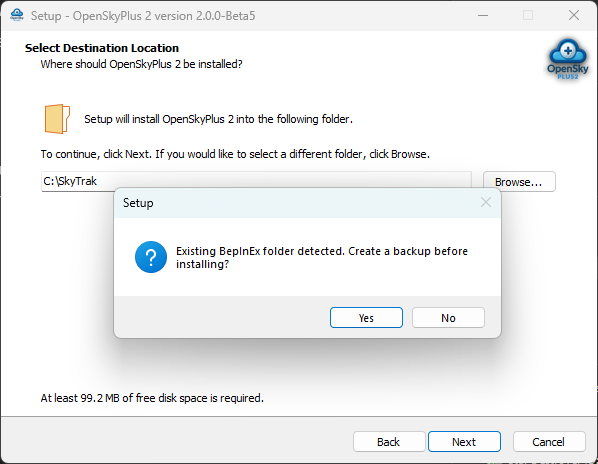 Setup - OpenSkyPlus 2 version 2.0.0-Beta5
Select Destination Location
Where should OpenSkyPlus 2 be installed?
OpenSky
PLUS2
Setup will install OpenSkyPlus 2 into the following folder.
To continue, click Next. If you would like to select a different folder, click Browse.
C:\SkyTrak
Browse...
Setup
Existing BepInEx folder detected. Create a backup before
installing?
Yes
No
At least 99.2 MB of free disk space is required.
Back
Next
Cancel